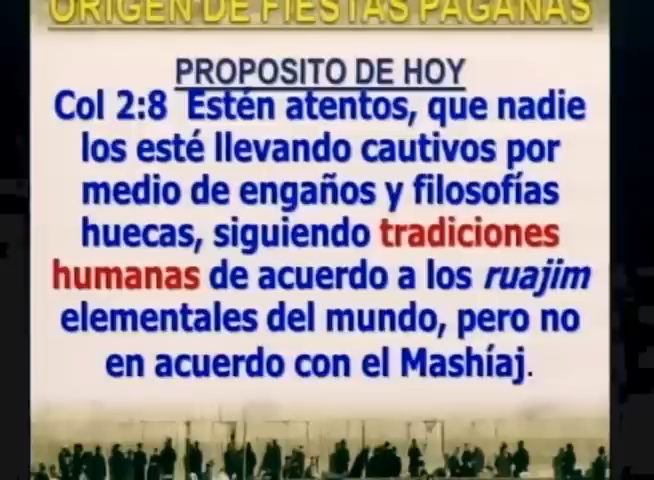 ORIGEN DE FIESTAS PAGANAS
PROPOSITO DE HOY
Col 2:8 Estén atentos, que nadie
los esté llevando cautivos por
medio de engaños y filosofías
huecas, siguiendo tradiciones
humanas de acuerdo a los ruajim
elementales del mundo, pero no
en acuerdo con el Mashíaj.